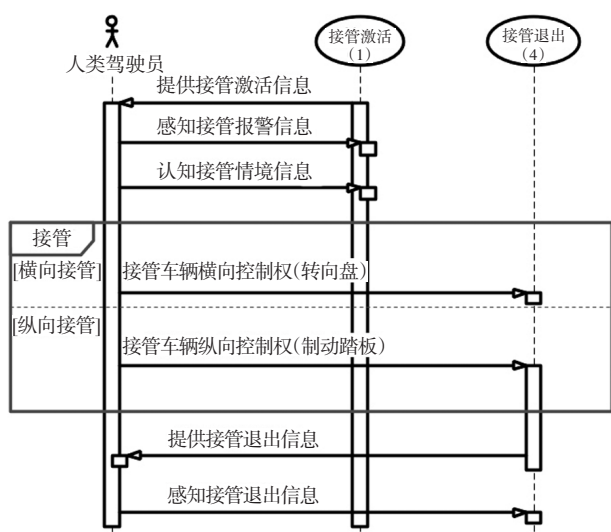 人类驾驶员
接管激活
(1)
接管退出
(4)
提供接管激活信息
感知接管报警信息
认知接管情境信息
接管
[横向接管]
接管车辆横向控制权(转向盘)
[纵向接管]
接管车辆纵向控制权(制动踏板)
提供接管退出信息
感知接管退出信息